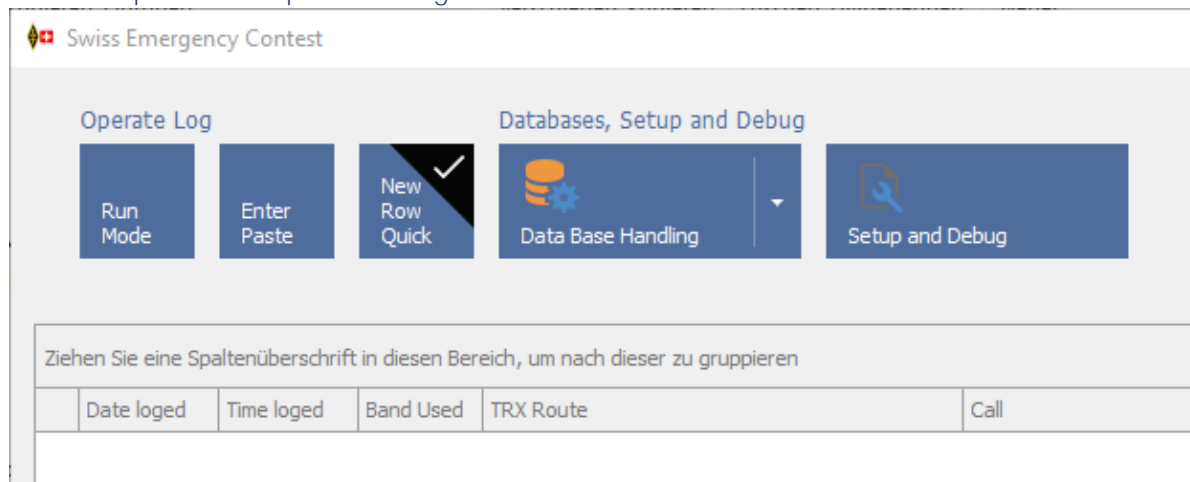 Swiss Emergency Contest
Operate Log
Databases, Setup and Debug
Run
Mode
Enter
Paste
New
Row
Quick
Data Base Handling
Setup and Debug
Ziehen Sie eine Spaltenüberschrift in diesen Bereich, um nach dieser zu gruppieren
Date loged
Time loged
Band Used
TRX Route
Call